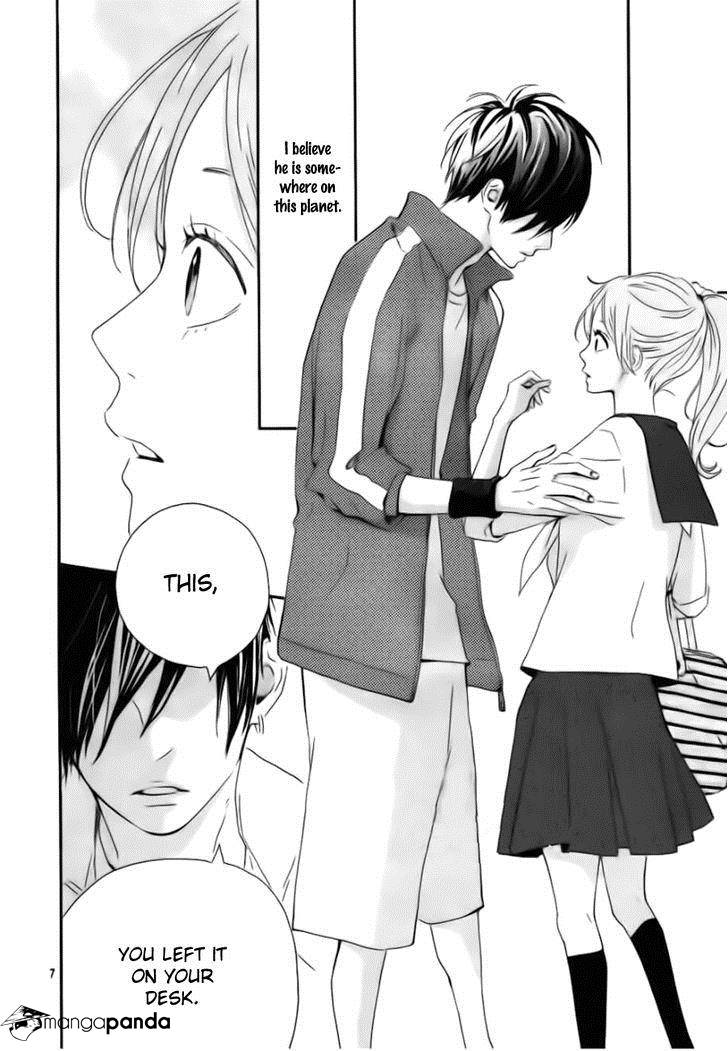 I believe
he is some-
where on
this planet.
THIS,
YOU LEFT IT
ON YOUR
DESK.
7
mangapanda